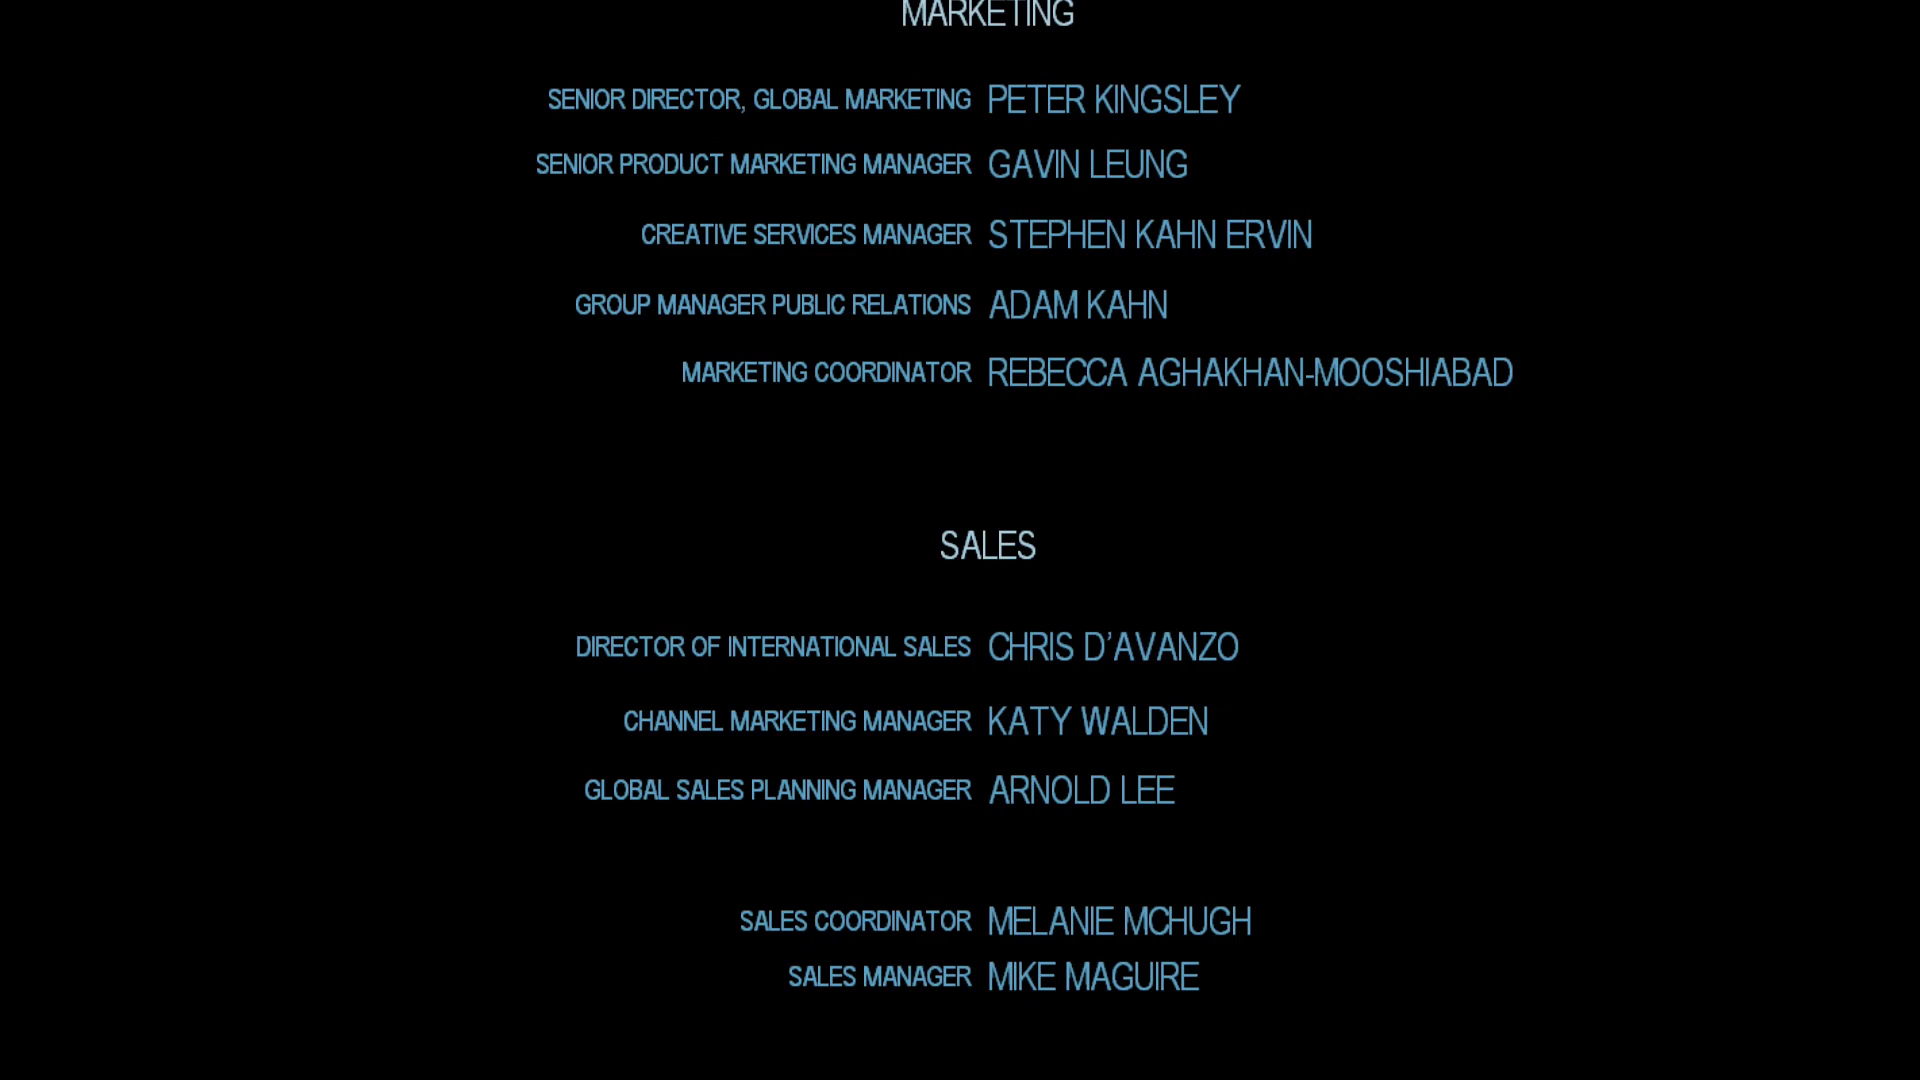 MARKETING
SENIOR DIRECTOR, GLOBAL MARKETING PETER KINGSLEY
SENIOR PRODUCT MARKETING MANAGER GAVIN LEUNG
CREATIVE SERVICES MANAGER STEPHEN KAHN ERVIN
GROUP MANAGER PUBLIC RELATIONS ADAM KAHN
MARKETING COORDINATOR REBECCA AGHAKHAN-MOOSHIABAD
SALES
DIRECTOR OF INTERNATIONAL SALES CHRIS D’AVANZO
CHANNEL MARKETING MANAGER KATY WALDEN
GLOBAL SALES PLANNING MANAGER ARNOLD LEE
SALES COORDINATOR MELANIE MCHUGH
SALES MANAGER MIKE MAGUIRE